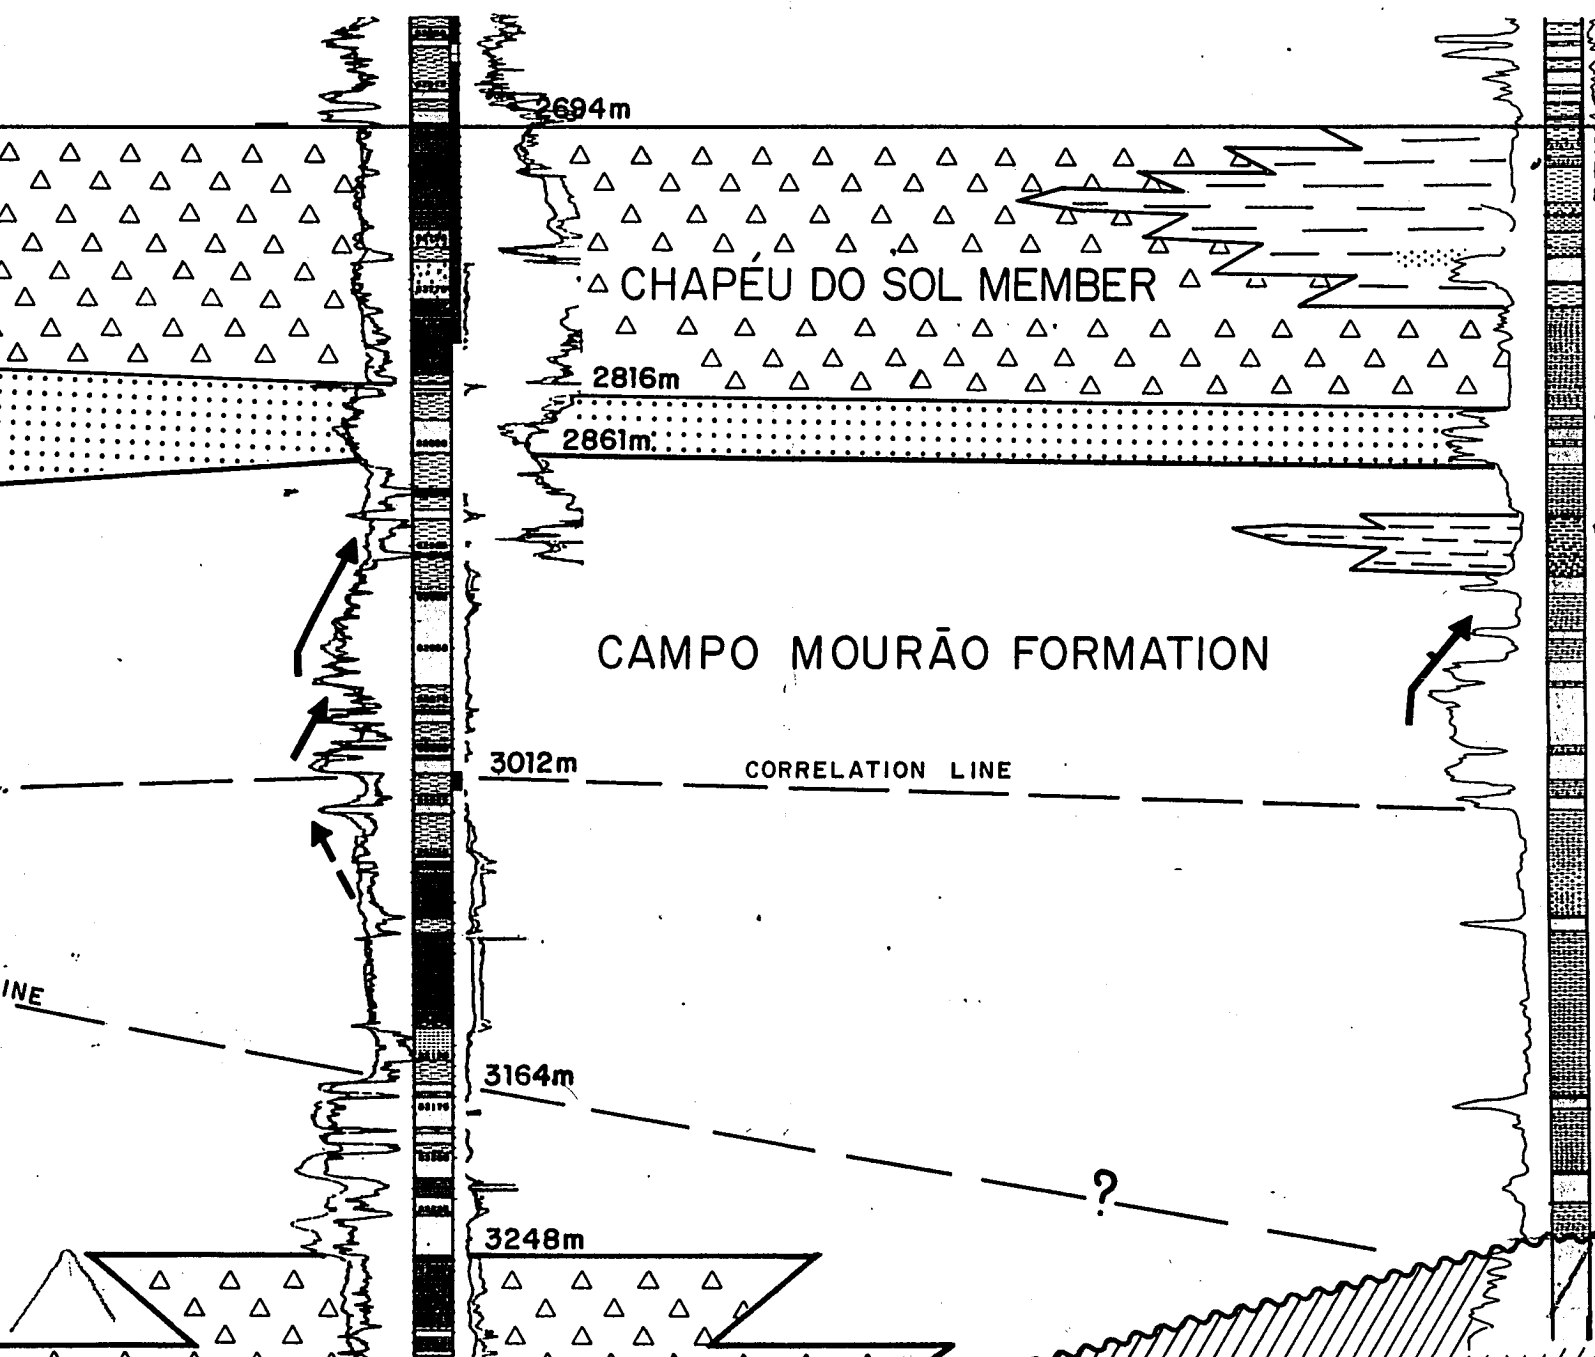 2694m
CHAPÉU DO SOL MEMBER
2816m
2861m
CAMPO MOURÃO FORMATION
3012m
CORRELATION LINE
INE
3164m
?
3248m